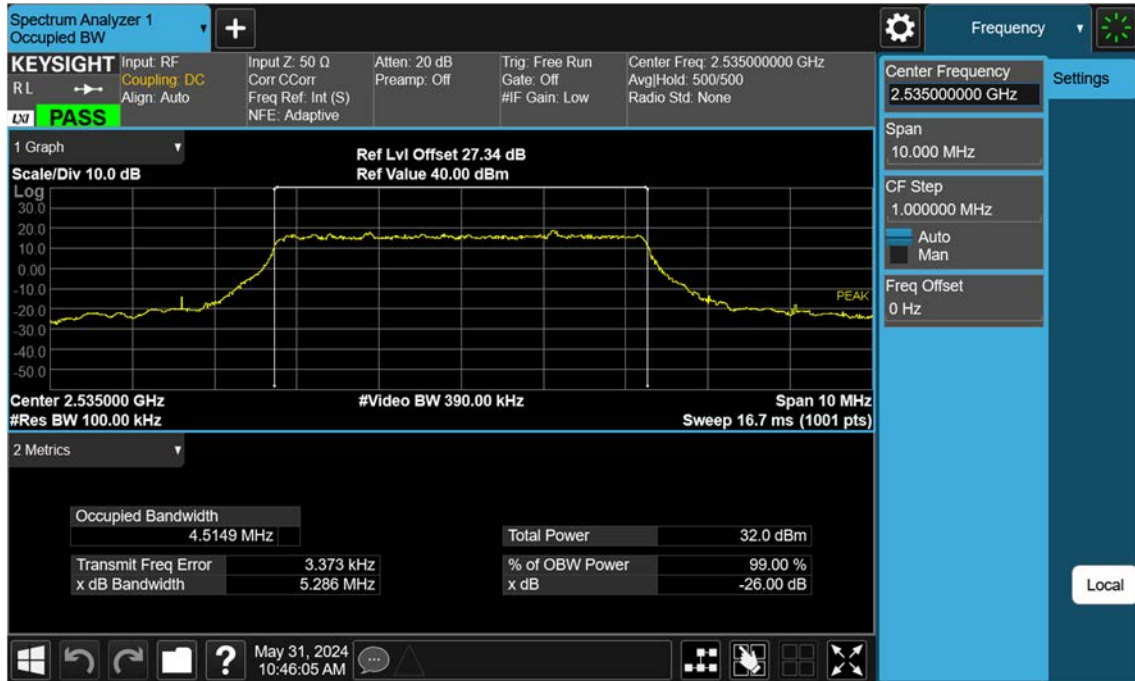 Spectrum Analyzer 1
Occupied BW
+
Frequency
KEYSIGHT
R L
LXI
PASS
Input: RF
Coupling: DC
Align: Auto
Input Z: 50 Ω
Corr CCorr
Freq Ref: Int (S)
NFE: Adaptive
Atten: 20 dB
Preamp: Off
Trig: Free Run
Gate: Off
#IF Gain: Low
Center Freq: 2.535000000 GHz
Avg|Hold: 500/500
Radio Std: None
Center Frequency
2.535000000 GHz
Settings
Span
10.000 MHz
CF Step
1.000000 MHz
Auto
Man
Freq Offset
0 Hz
Local
1 Graph
Scale/Div 10.0 dB
Ref Lvl Offset 27.34 dB
Ref Value 40.00 dBm
Log
30.0
20.0
10.0
0.00
-10.0
-20.0
-30.0
-40.0
-50.0
PEAK
Center 2.535000 GHz
#Video BW 390.00 kHz
Span 10 MHz
#Res BW 100.00 kHz
Sweep 16.7 ms (1001 pts)
2 Metrics
Occupied Bandwidth
4.5149 MHz
Total Power 32.0 dBm
Transmit Freq Error 3.373 kHz
% of OBW Power 99.00 %
x dB Bandwidth 5.286 MHz
x dB -26.00 dB
?
May 31, 2024
10:46:05 AM